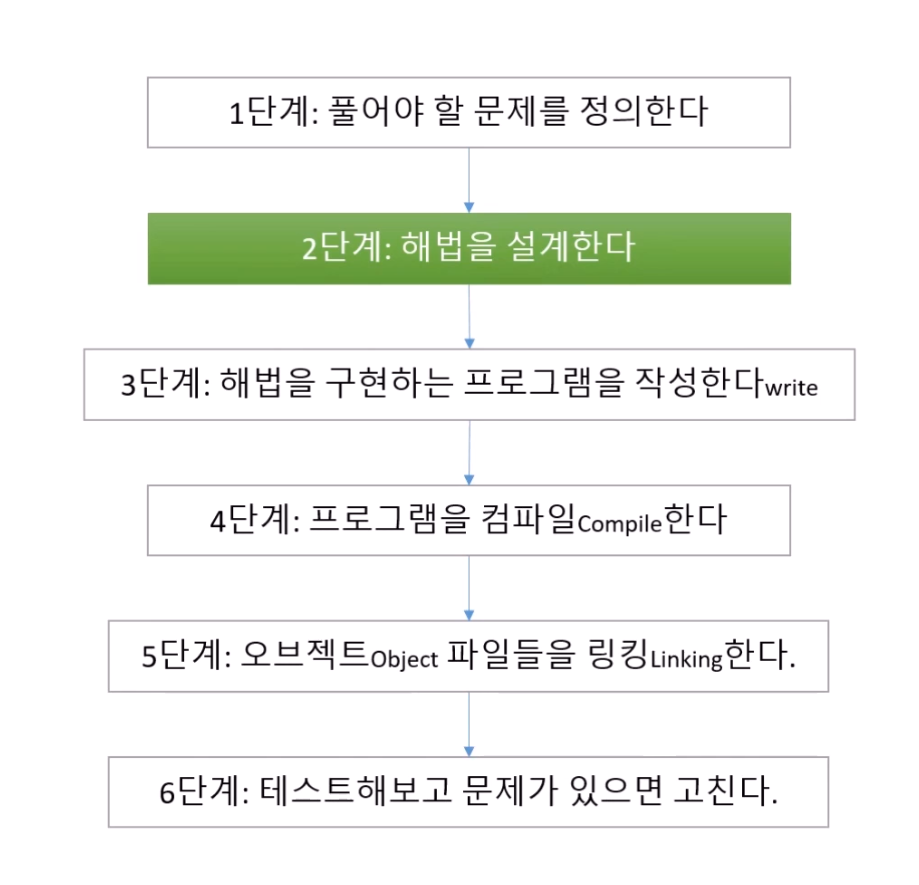 1단계: 풀어야 할 문제를 정의한다
2단계: 해법을 설계한다
3단계: 해법을 구현하는 프로그램을 작성한다write
4단계: 프로그램을 컴파일Compile한다
5단계: 오브젝트Object 파일들을 링킹Linking한다.
6단계: 테스트해보고 문제가 있으면 고친다.